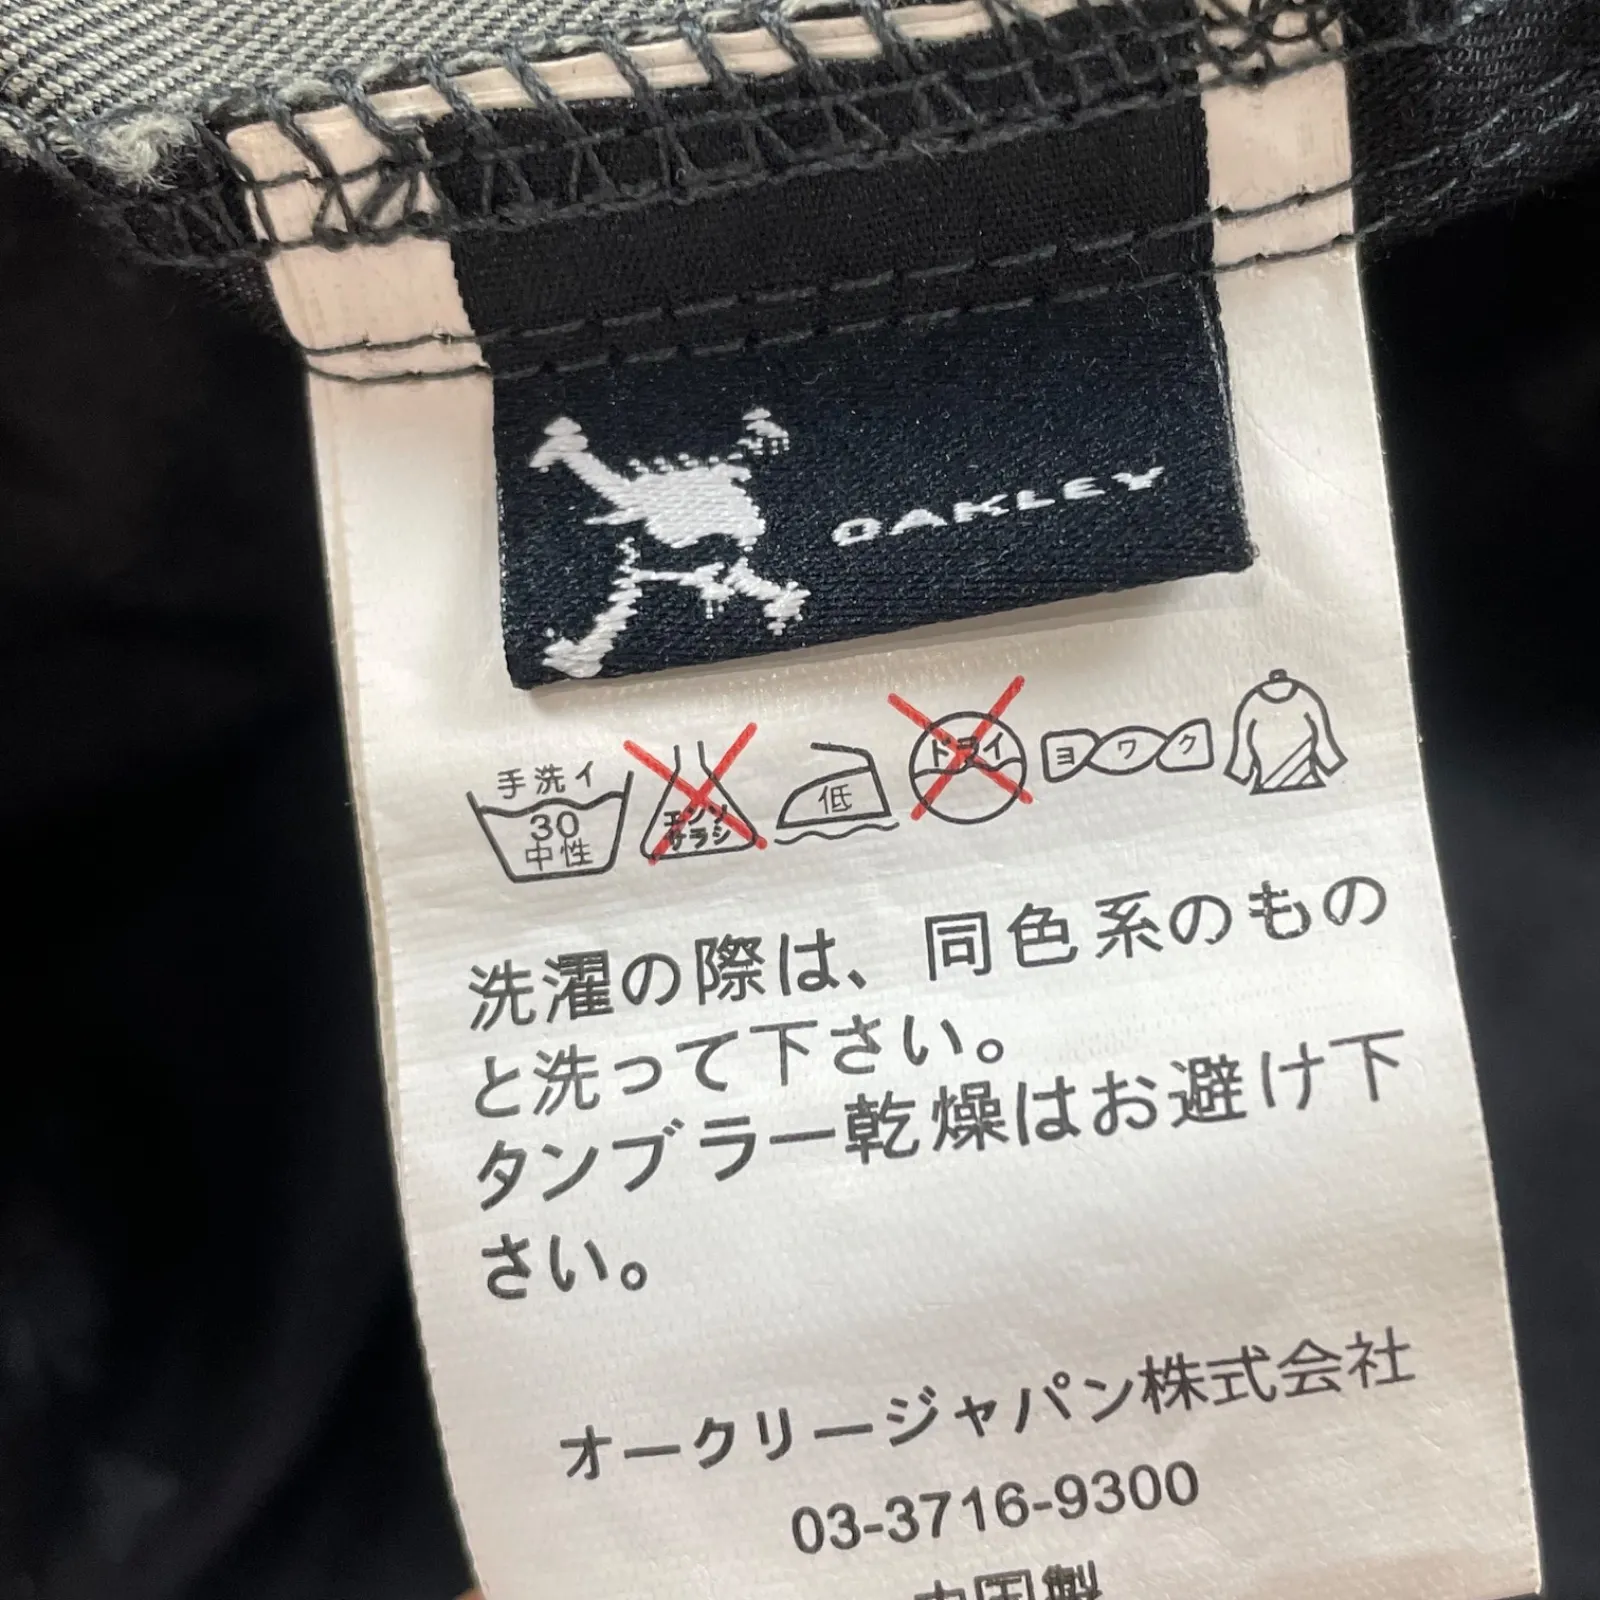 OAKLEY
手洗イ
30
中性
エンソ
サラシ
低
ドライ
ヨワク
洗濯の際は、同色系のもの
と洗って下さい。
タンブラー乾燥はお避け下
さい。
オークリージャパン株式会社
03-3716-9300
中国製